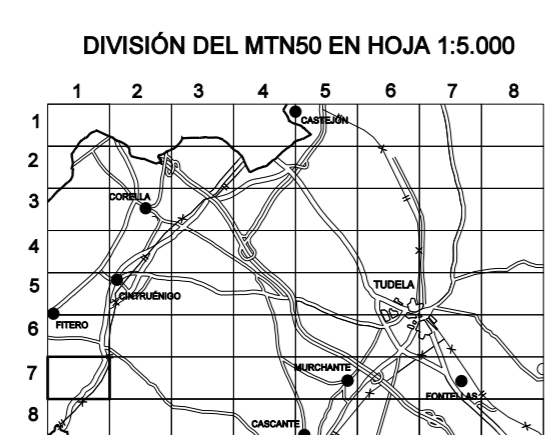 DIVISIÓN DEL MTN50 EN HOJA 1:5.000
1 2 3 4 5 6 7 8
1
CASTEJÓN
2
3
CORELLA
4
5
TUDELA
CINTRUÉNIGO
6
FITERO
7
MURCHANTE
FONTELLAS
8
CASCANTE